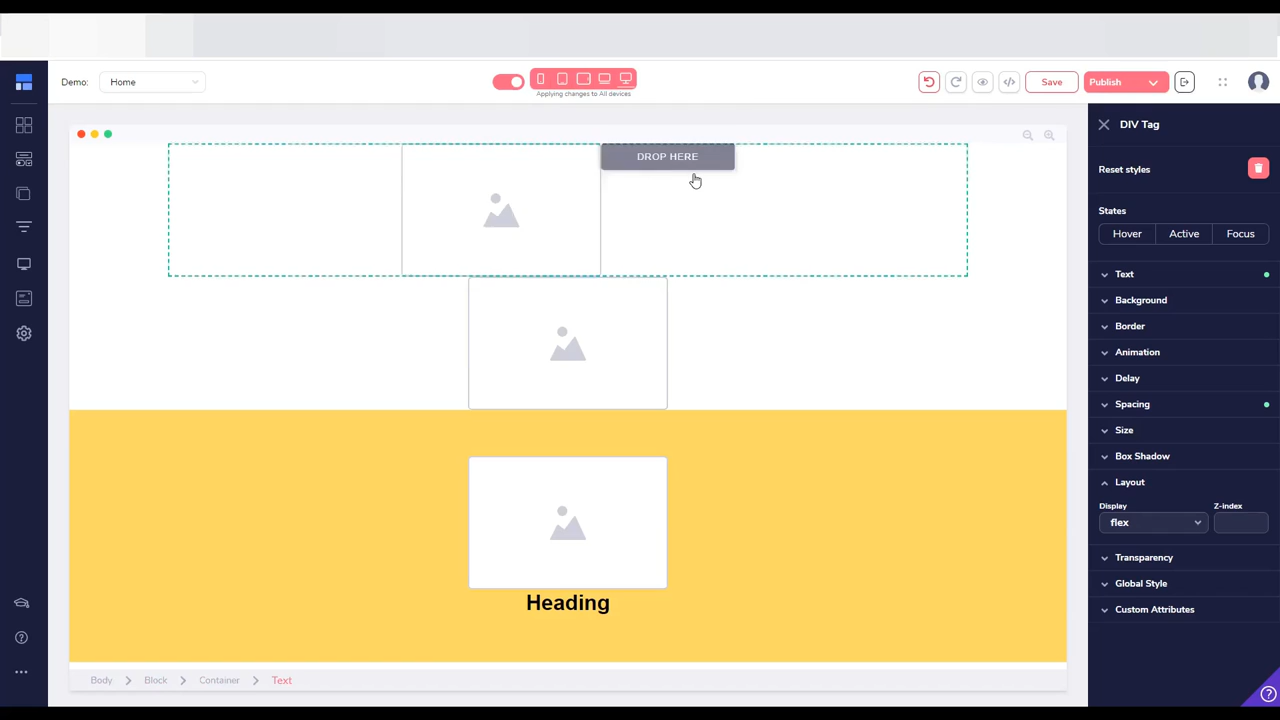 Demo:
Home
Applying changes to All devices
Save
Publish
DIV Tag
DROP HERE
Reset styles
States
Hover
Active
Focus
Text
Background
Border
Animation
Delay
Spacing
Size
Box Shadow
Layout
Display
Z-index
flex
Transparency
Global Style
Custom Attributes
Heading
Body
Block
Container
Text